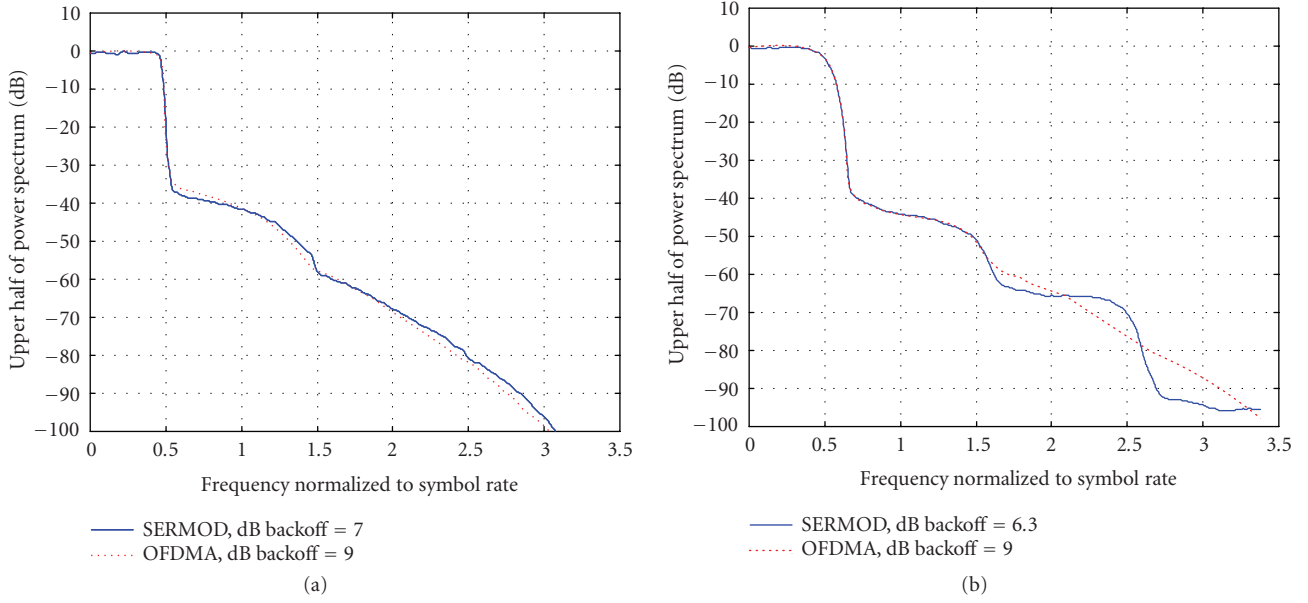 10
0
−10
−20
−30
−40
−50
−60
−70
−80
−90
−100
Upper half of power spectrum (dB)
0 0.5 1 1.5 2 2.5 3 3.5
Frequency normalized to symbol rate
SERMOD, dB backoff = 7
OFDMA, dB backoff = 9
(a)
10
0
−10
−20
−30
−40
−50
−60
−70
−80
−90
−100
Upper half of power spectrum (dB)
0 0.5 1 1.5 2 2.5 3 3.5
Frequency normalized to symbol rate
SERMOD, dB backoff = 6.3
OFDMA, dB backoff = 9
(b)